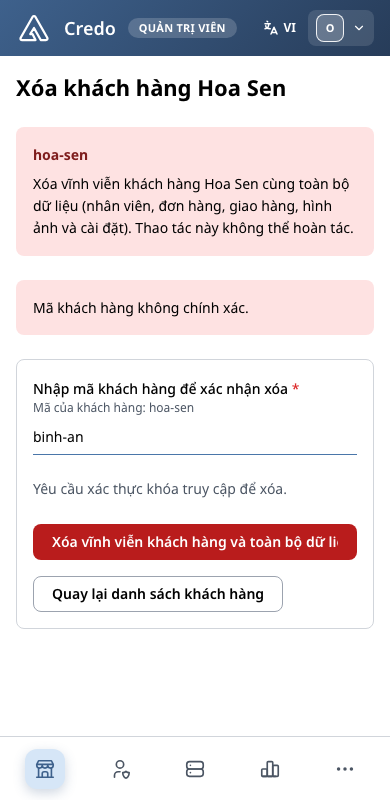 Credo
QUẢN TRỊ VIÊN
VI
O
Xóa khách hàng Hoa Sen
hoa-sen
Xóa vĩnh viễn khách hàng Hoa Sen cùng toàn bộ
dữ liệu (nhân viên, đơn hàng, giao hàng, hình
ảnh và cài đặt). Thao tác này không thể hoàn tác.
Mã khách hàng không chính xác.
Nhập mã khách hàng để xác nhận xóa *
Mã của khách hàng: hoa-sen
binh-an
Yêu cầu xác thực khóa truy cập để xóa.
Xóa vĩnh viễn khách hàng và toàn bộ dữ
Quay lại danh sách khách hàng